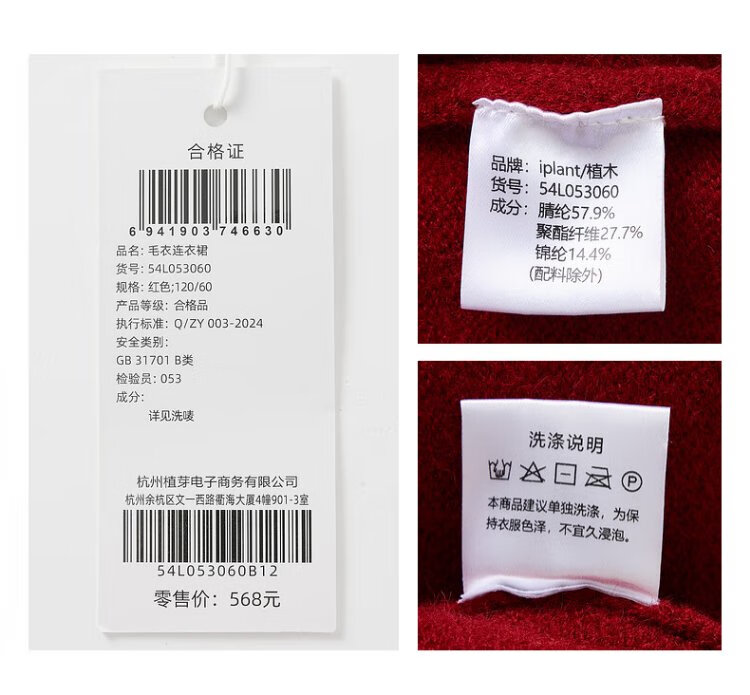 合格证
6 941903 746630
品名: 毛衣连衣裙
货号: 54L053060
规格: 红色;120/60
产品等级: 合格品
执行标准: Q/ZY 003-2024
安全类别:
GB 31701 B类
检验员: 053
成分:
详见洗唛
杭州植芽电子商务有限公司
杭州余杭区文一西路衢海大厦4幢901-3室
54L053060B12
零售价: 568元
品牌: iplant/植木
货号: 54L053060
成分: 腈纶57.9%
聚酯纤维27.7%
锦纶14.4%
(配料除外)
洗涤说明
P
本商品建议单独洗涤，为保
持衣服色泽，不宜久浸泡。